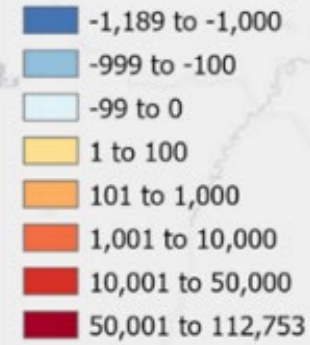 -1,189 to -1,000
-999 to -100
-99 to 0
1 to 100
101 to 1,000
1,001 to 10,000
10,001 to 50,000
50,001 to 112,753